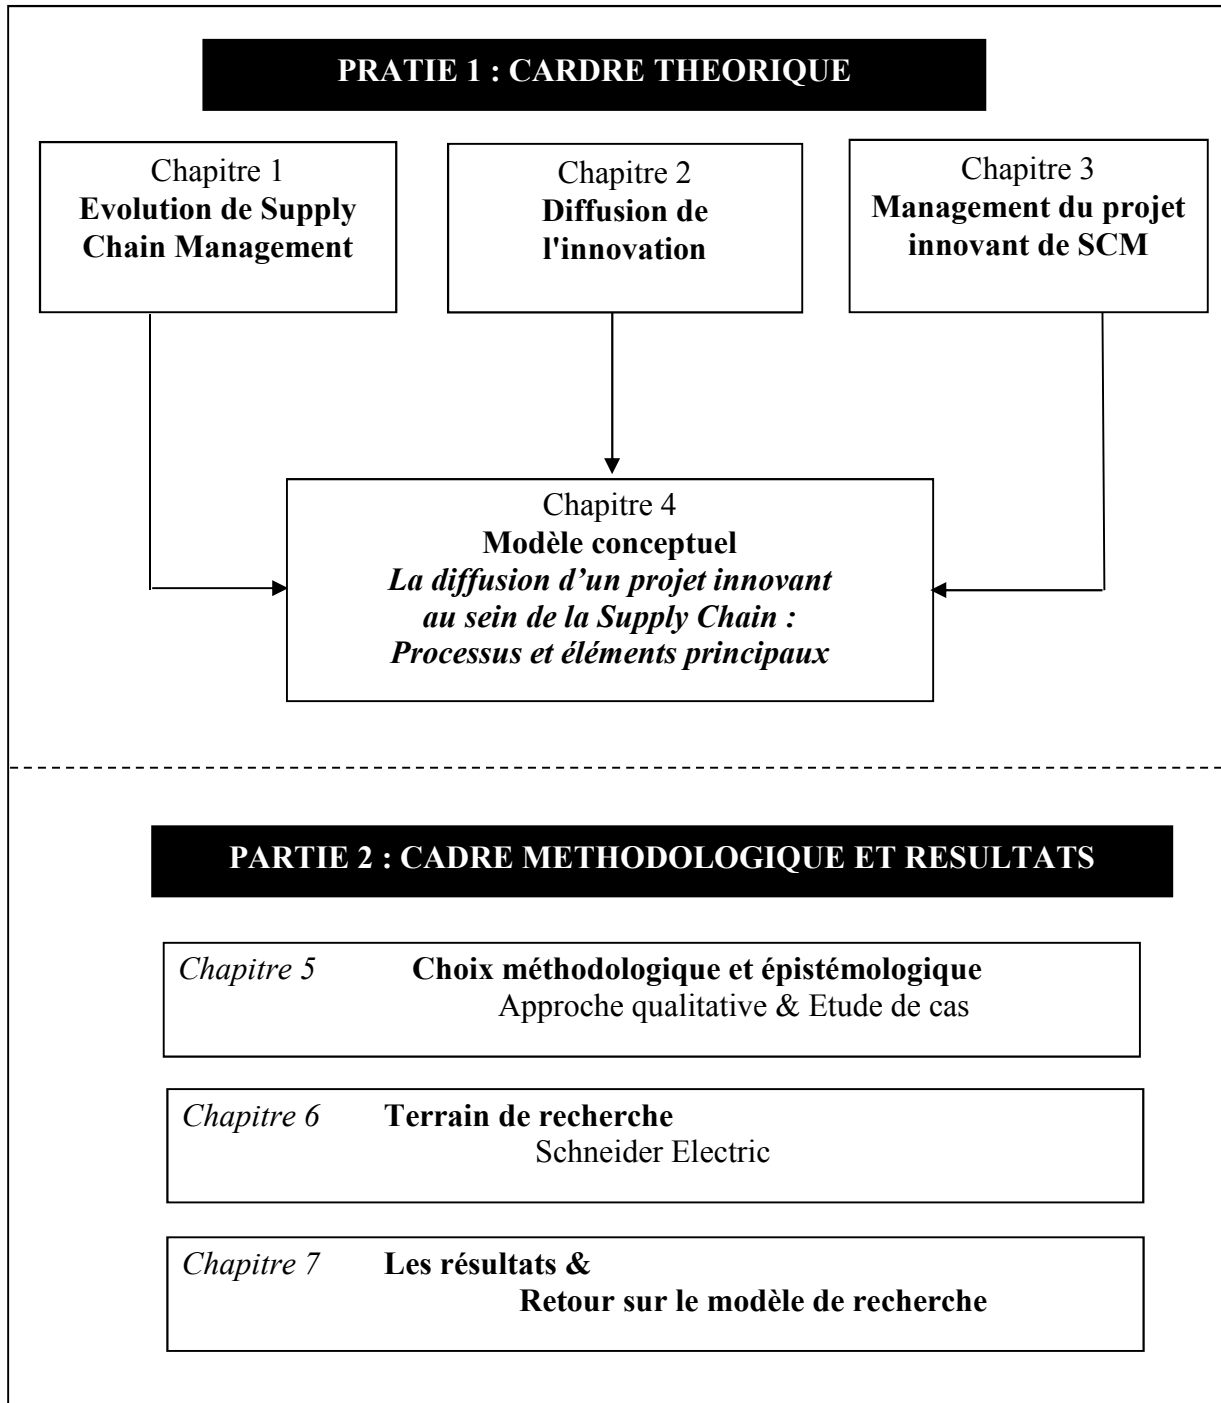 PRATIE 1 : CARDRE THEORIQUE
Chapitre 1
Evolution de Supply
Chain Management
Chapitre 2
Diffusion de
l'innovation
Chapitre 3
Management du projet
innovant de SCM
Chapitre 4
Modèle conceptuel
La diffusion d’un projet innovant
au sein de la Supply Chain :
Processus et éléments principaux
PARTIE 2 : CADRE METHODOLOGIQUE ET RESULTATS
Chapitre 5 Choix méthodologique et épistémologique
Approche qualitative & Etude de cas
Chapitre 6 Terrain de recherche
Schneider Electric
Chapitre 7 Les résultats &
Retour sur le modèle de recherche